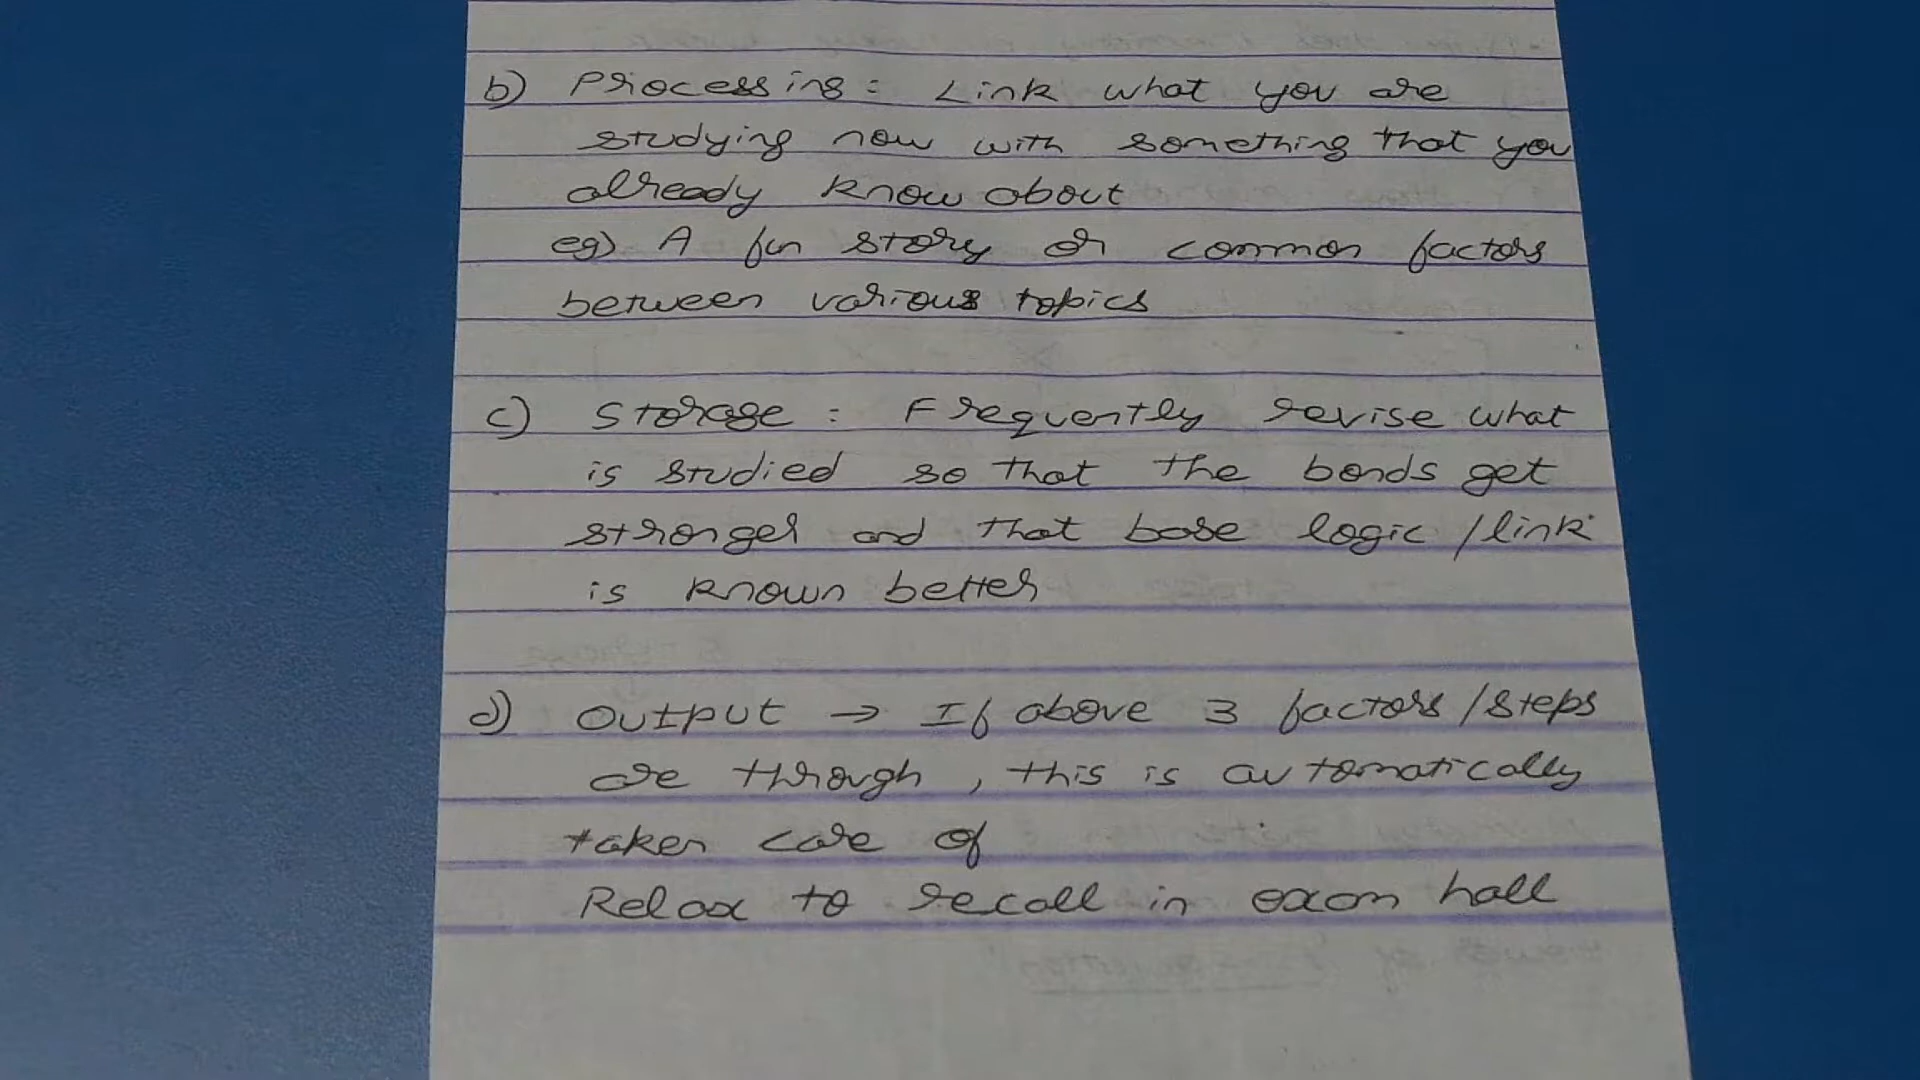 b) Processing : Link what you are
studying now with something that you
already know about
eg) A fun story or common factors
between various topics
c) Storage : Frequently revise what
is studied so that the bonds get
stronger and that base logic / link
is known better
d) Output → If above 3 factors / steps
are through , this is automatically
taken care of
Relax to recall in exam hall